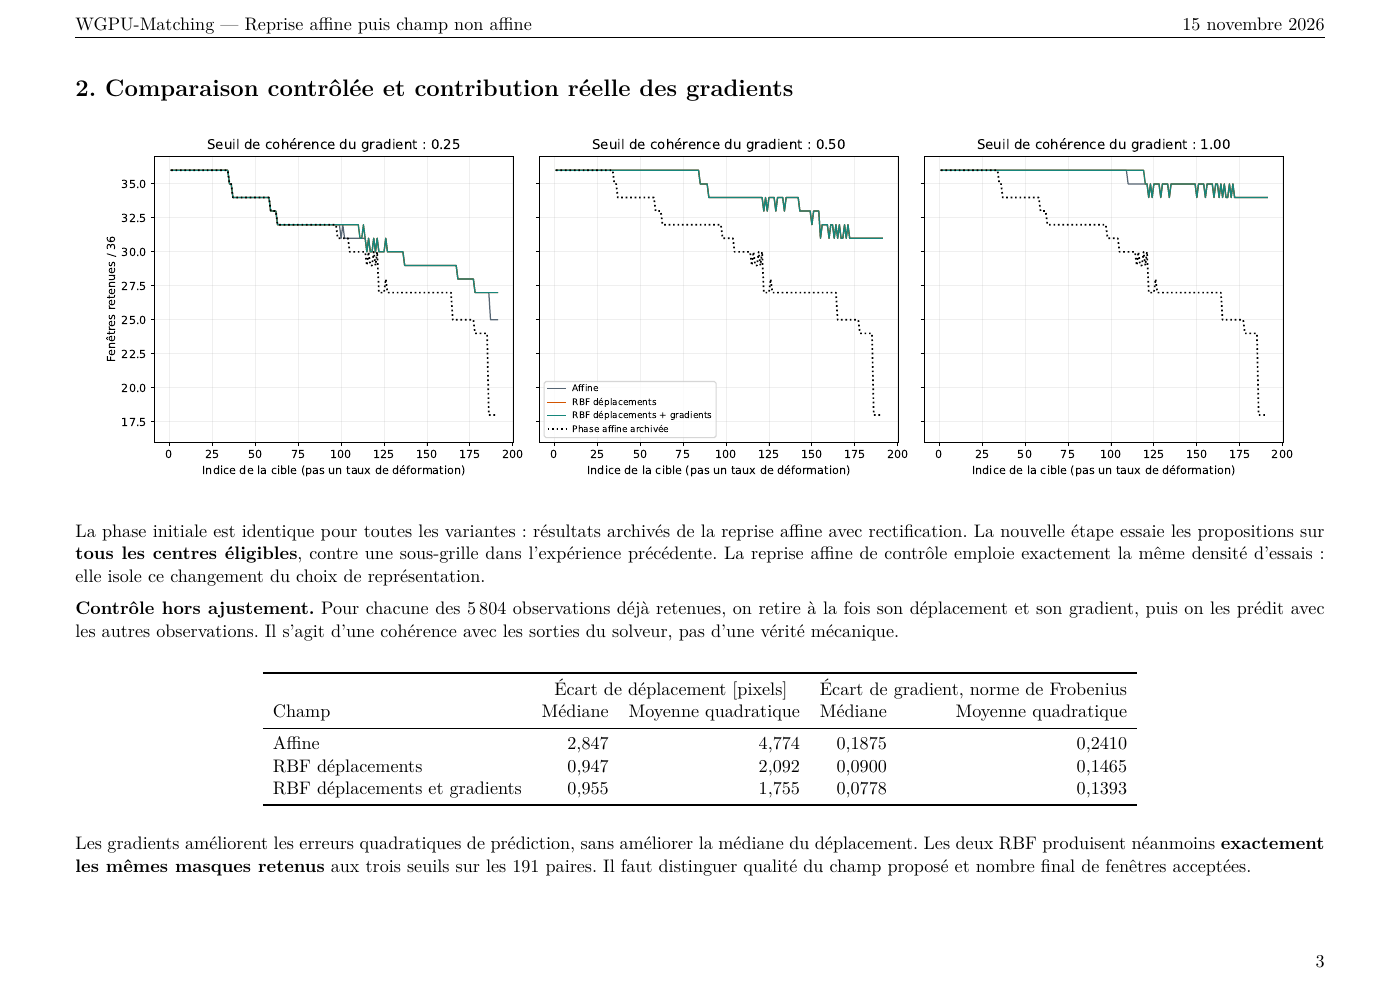 WGPU-Matching — Reprise affine puis champ non affine 15 novembre 2026
2. Comparaison contrôlée et contribution réelle des gradients
Seuil de cohérence du gradient : 0.25
Seuil de cohérence du gradient : 0.50
Seuil de cohérence du gradient : 1.00
Fenêtres retenues / 36
35.0
32.5
30.0
27.5
25.0
22.5
20.0
17.5
Affine
RBF déplacements
RBF déplacements + gradients
Phase affine archivée
0 25 50 75 100 125 150 175 200
0 25 50 75 100 125 150 175 200
0 25 50 75 100 125 150 175 200
Indice de la cible (pas un taux de déformation)
Indice de la cible (pas un taux de déformation)
Indice de la cible (pas un taux de déformation)
La phase initiale est identique pour toutes les variantes : résultats archivés de la reprise affine avec rectification. La nouvelle étape essaie les propositions sur
tous les centres éligibles, contre une sous-grille dans l'expérience précédente. La reprise affine de contrôle emploie exactement la même densité d'essais :
elle isole ce changement du choix de représentation.
Contrôle hors ajustement. Pour chacune des 5 804 observations déjà retenues, on retire à la fois son déplacement et son gradient, puis on les prédit avec
les autres observations. Il s'agit d'une cohérence avec les sorties du solveur, pas d'une vérité mécanique.
Écart de déplacement [pixels] Écart de gradient, norme de Frobenius
Champ Médiane Moyenne quadratique Médiane Moyenne quadratique
Affine 2,847 4,774 0,1875 0,2410
RBF déplacements 0,947 2,092 0,0900 0,1465
RBF déplacements et gradients 0,955 1,755 0,0778 0,1393
Les gradients améliorent les erreurs quadratiques de prédiction, sans améliorer la médiane du déplacement. Les deux RBF produisent néanmoins exactement
les mêmes masques retenus aux trois seuils sur les 191 paires. Il faut distinguer qualité du champ proposé et nombre final de fenêtres acceptées.
3